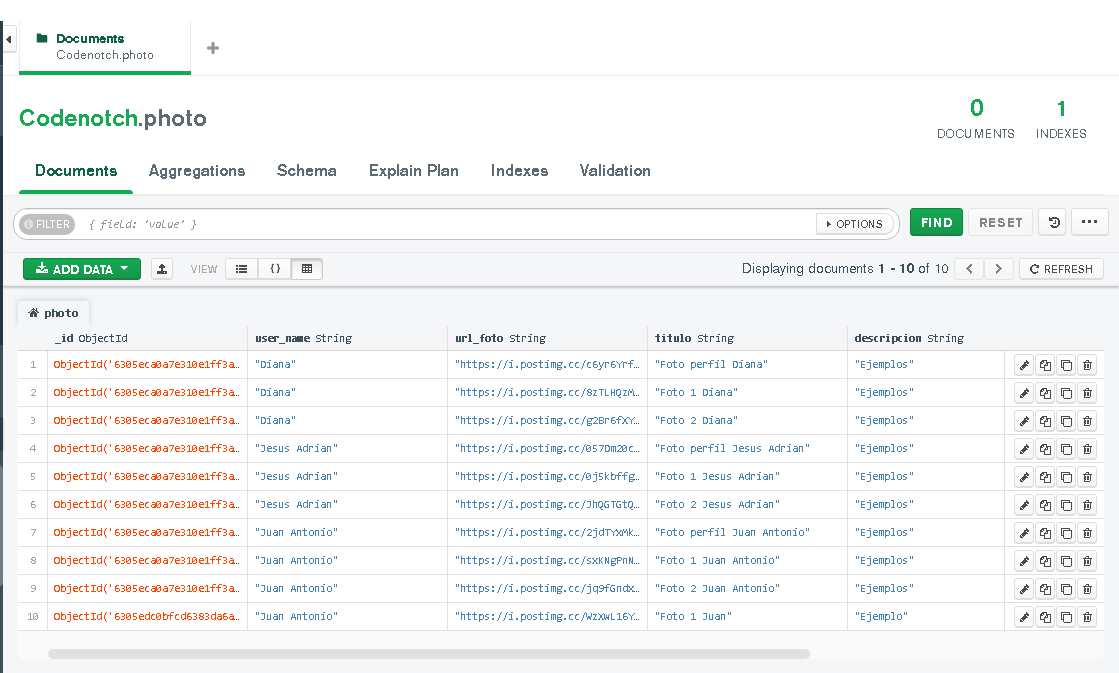 Documents
Codenotch.photo
Codenotch.photo
0
DOCUMENTS
1
INDEXES
Documents Aggregations Schema Explain Plan Indexes Validation
FILTER { field: 'value' } OPTIONS FIND RESET
ADD DATA VIEW {} Displaying documents 1 - 10 of 10 REFRESH
photo
_id ObjectId user_name String url_foto String titulo String descripcion String
1 ObjectId('6305eca0a7e310e1ff3a… "Diana" "https://i.postimg.cc/c6yr6Yrf… "Foto perfil Diana" "Ejemplos"
2 ObjectId('6305eca0a7e310e1ff3a… "Diana" "https://i.postimg.cc/8zTLHQzM… "Foto 1 Diana" "Ejemplos"
3 ObjectId('6305eca0a7e310e1ff3a… "Diana" "https://i.postimg.cc/g2Br6fXY… "Foto 2 Diana" "Ejemplos"
4 ObjectId('6305eca0a7e310e1ff3a… "Jesus Adrian" "https://i.postimg.cc/057Dm20c… "Foto perfil Jesus Adrian" "Ejemplos"
5 ObjectId('6305eca0a7e310e1ff3a… "Jesus Adrian" "https://i.postimg.cc/0j5kbffg… "Foto 1 Jesus Adrian" "Ejemplos"
6 ObjectId('6305eca0a7e310e1ff3a… "Jesus Adrian" "https://i.postimg.cc/JhQGTGtQ… "Foto 2 Jesus Adrian" "Ejemplos"
7 ObjectId('6305eca0a7e310e1ff3a… "Juan Antonio" "https://i.postimg.cc/2jdTYxMk… "Foto perfil Juan Antonio" "Ejemplos"
8 ObjectId('6305eca0a7e310e1ff3a… "Juan Antonio" "https://i.postimg.cc/sxKNgPnN… "Foto 1 Juan Antonio" "Ejemplos"
9 ObjectId('6305eca0a7e310e1ff3a… "Juan Antonio" "https://i.postimg.cc/jq9fGndx… "Foto 2 Juan Antonio" "Ejemplos"
10 ObjectId('6305edc0bfcd6383da6a… "Juan" "https://i.postimg.cc/WzXwL16Y… "Foto 1 Juan" "Ejemplo"